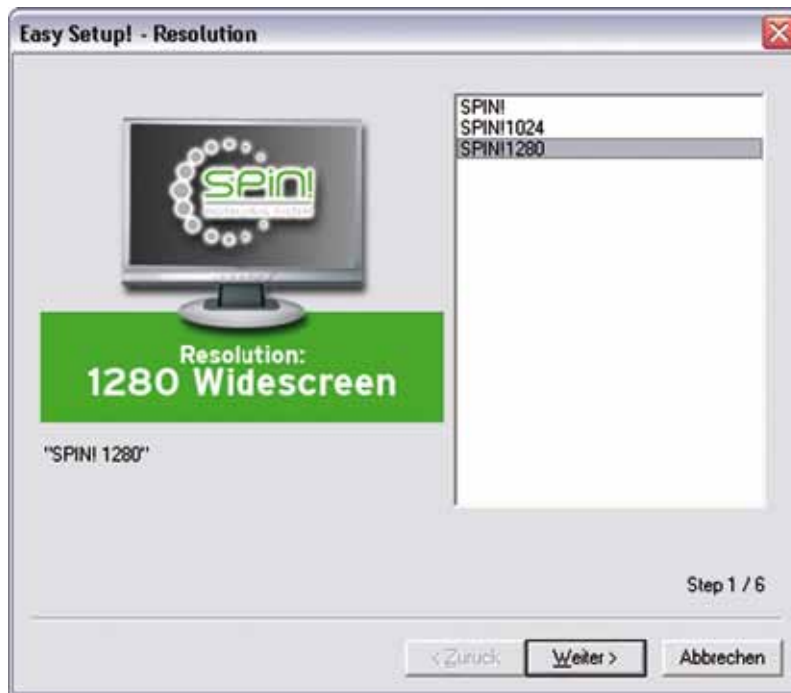 Easy Setup! - Resolution
SPIN!
SPIN!1024
SPIN!1280
SPIN!
Resolution:
1280 Widescreen
"SPIN! 1280"
Step 1 / 6
< Zurück
Weiter >
Abbrechen